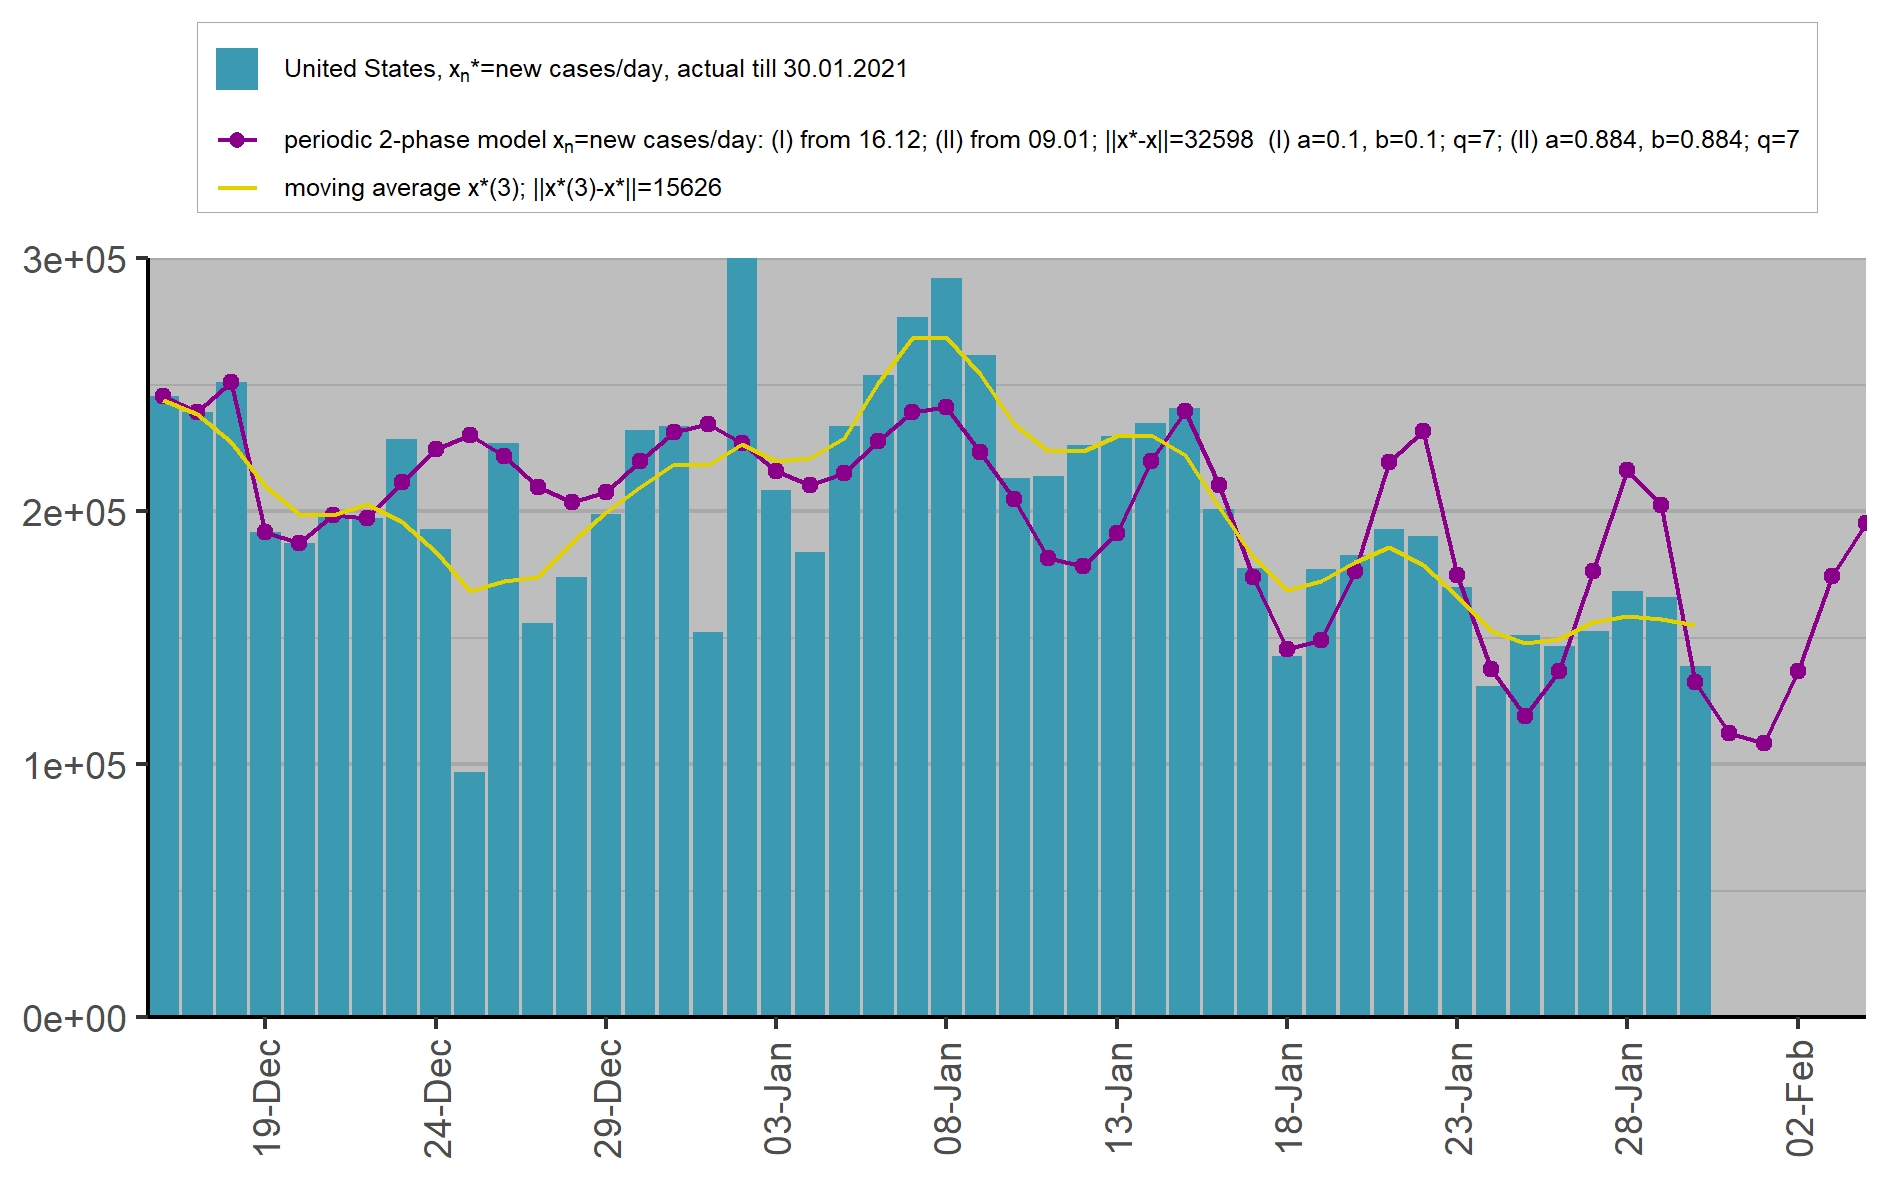 United States, xn*=new cases/day, actual till 30.01.2021
periodic 2-phase model xn=new cases/day: (I) from 16.12; (II) from 09.01; ||x*-x||=32598  (I) a=0.1, b=0.1; q=7; (II) a=0.884, b=0.884; q=7
moving average x*(3); ||x*(3)-x*||=15626
3e+05
2e+05
1e+05
0e+00
19-Dec
24-Dec
29-Dec
03-Jan
08-Jan
13-Jan
18-Jan
23-Jan
28-Jan
02-Feb